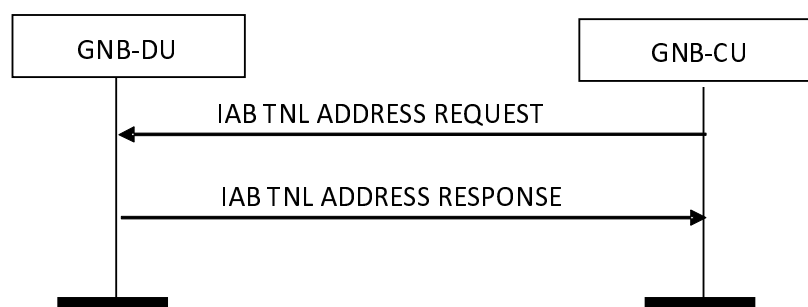 GNB-DU
GNB-CU
IAB TNL ADDRESS REQUEST
IAB TNL ADDRESS RESPONSE